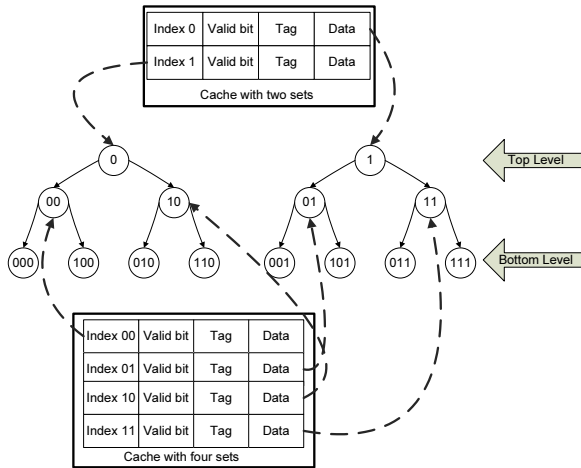 Index 0 Valid bit Tag Data
Index 1 Valid bit Tag Data
Cache with two sets
0 1
Top Level
00 10 01 11
000 100 010 110 001 101 011 111
Bottom Level
Index 00 Valid bit Tag Data
Index 01 Valid bit Tag Data
Index 10 Valid bit Tag Data
Index 11 Valid bit Tag Data
Cache with four sets